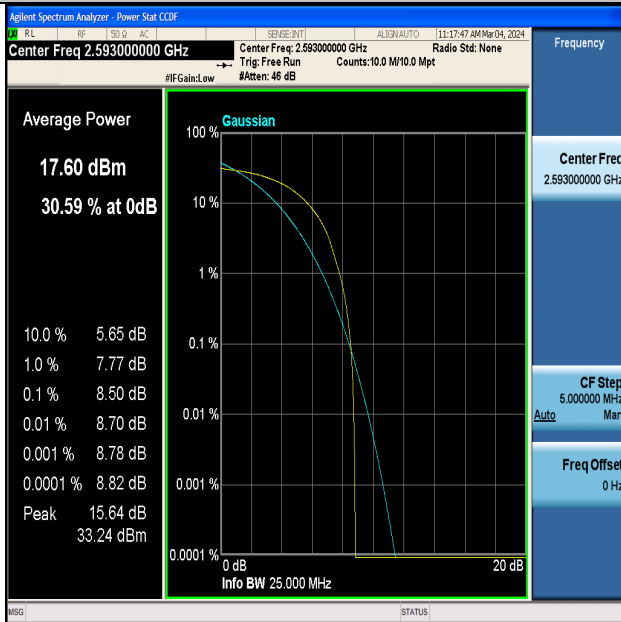 Agilent Spectrum Analyzer - Power Stat CCDF
LXI RL RF 50 Ω AC SENSE:INT ALIGN AUTO 11:17:47 AM Mar 04, 2024
Center Freq 2.593000000 GHz
Center Freq: 2.593000000 GHz Radio Std: None
Trig: Free Run Counts:10.0 M/10.0 Mpt
#IFGain:Low #Atten: 46 dB
Frequency
Average Power
17.60 dBm
30.59 % at 0dB
10.0 % 5.65 dB
1.0 % 7.77 dB
0.1 % 8.50 dB
0.01 % 8.70 dB
0.001 % 8.78 dB
0.0001 % 8.82 dB
Peak 15.64 dB
33.24 dBm
Gaussian
100 %
10 %
1 %
0.1 %
0.01 %
0.001 %
0.0001 %
0 dB 20 dB
Info BW 25.000 MHz
Center Freq
2.593000000 GHz
CF Step
5.000000 MHz
Auto Man
Freq Offset
0 Hz
MSG STATUS